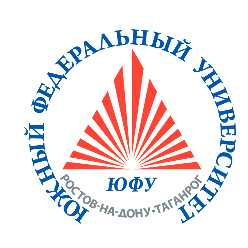 ЮЖНЫЙ ФЕДЕРАЛЬНЫЙ УНИВЕРСИТЕТ
ЮФУ
РОСТОВ-НА-ДОНУ•ТАГАНРОГ